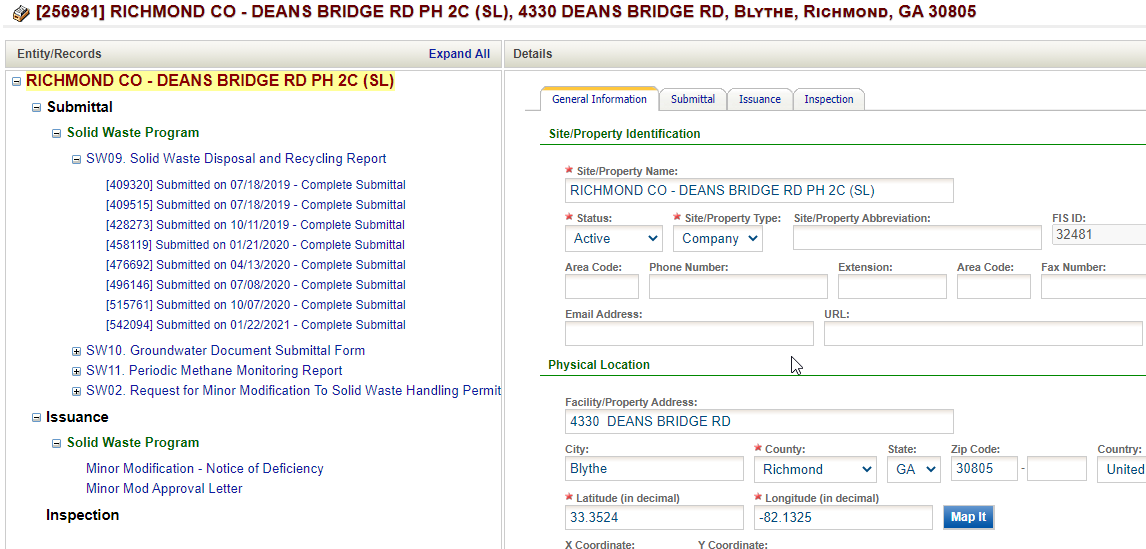 [256981] RICHMOND CO - DEANS BRIDGE RD PH 2C (SL), 4330 DEANS BRIDGE RD, BLYTHE, RICHMOND, GA 30805
Entity/Records Expand All
RICHMOND CO - DEANS BRIDGE RD PH 2C (SL)
Submittal
Solid Waste Program
SW09. Solid Waste Disposal and Recycling Report
[409320] Submitted on 07/18/2019 - Complete Submittal
[409515] Submitted on 07/18/2019 - Complete Submittal
[428273] Submitted on 10/11/2019 - Complete Submittal
[458119] Submitted on 01/21/2020 - Complete Submittal
[476692] Submitted on 04/13/2020 - Complete Submittal
[496146] Submitted on 07/08/2020 - Complete Submittal
[515761] Submitted on 10/07/2020 - Complete Submittal
[542094] Submitted on 01/22/2021 - Complete Submittal
SW10. Groundwater Document Submittal Form
SW11. Periodic Methane Monitoring Report
SW02. Request for Minor Modification To Solid Waste Handling Permit
Issuance
Solid Waste Program
Minor Modification - Notice of Deficiency
Minor Mod Approval Letter
Inspection
Details
General Information Submittal Issuance Inspection
Site/Property Identification
* Site/Property Name:
RICHMOND CO - DEANS BRIDGE RD PH 2C (SL)
* Status: * Site/Property Type: Site/Property Abbreviation: FIS ID:
Active Company 32481
Area Code: Phone Number: Extension: Area Code: Fax Number:
Email Address: URL:
Physical Location
Facility/Property Address:
4330 DEANS BRIDGE RD
City: * County: State: Zip Code: Country:
Blythe Richmond GA 30805 - United
* Latitude (in decimal) * Longitude (in decimal)
33.3524 -82.1325 Map It
X Coordinate: Y Coordinate: